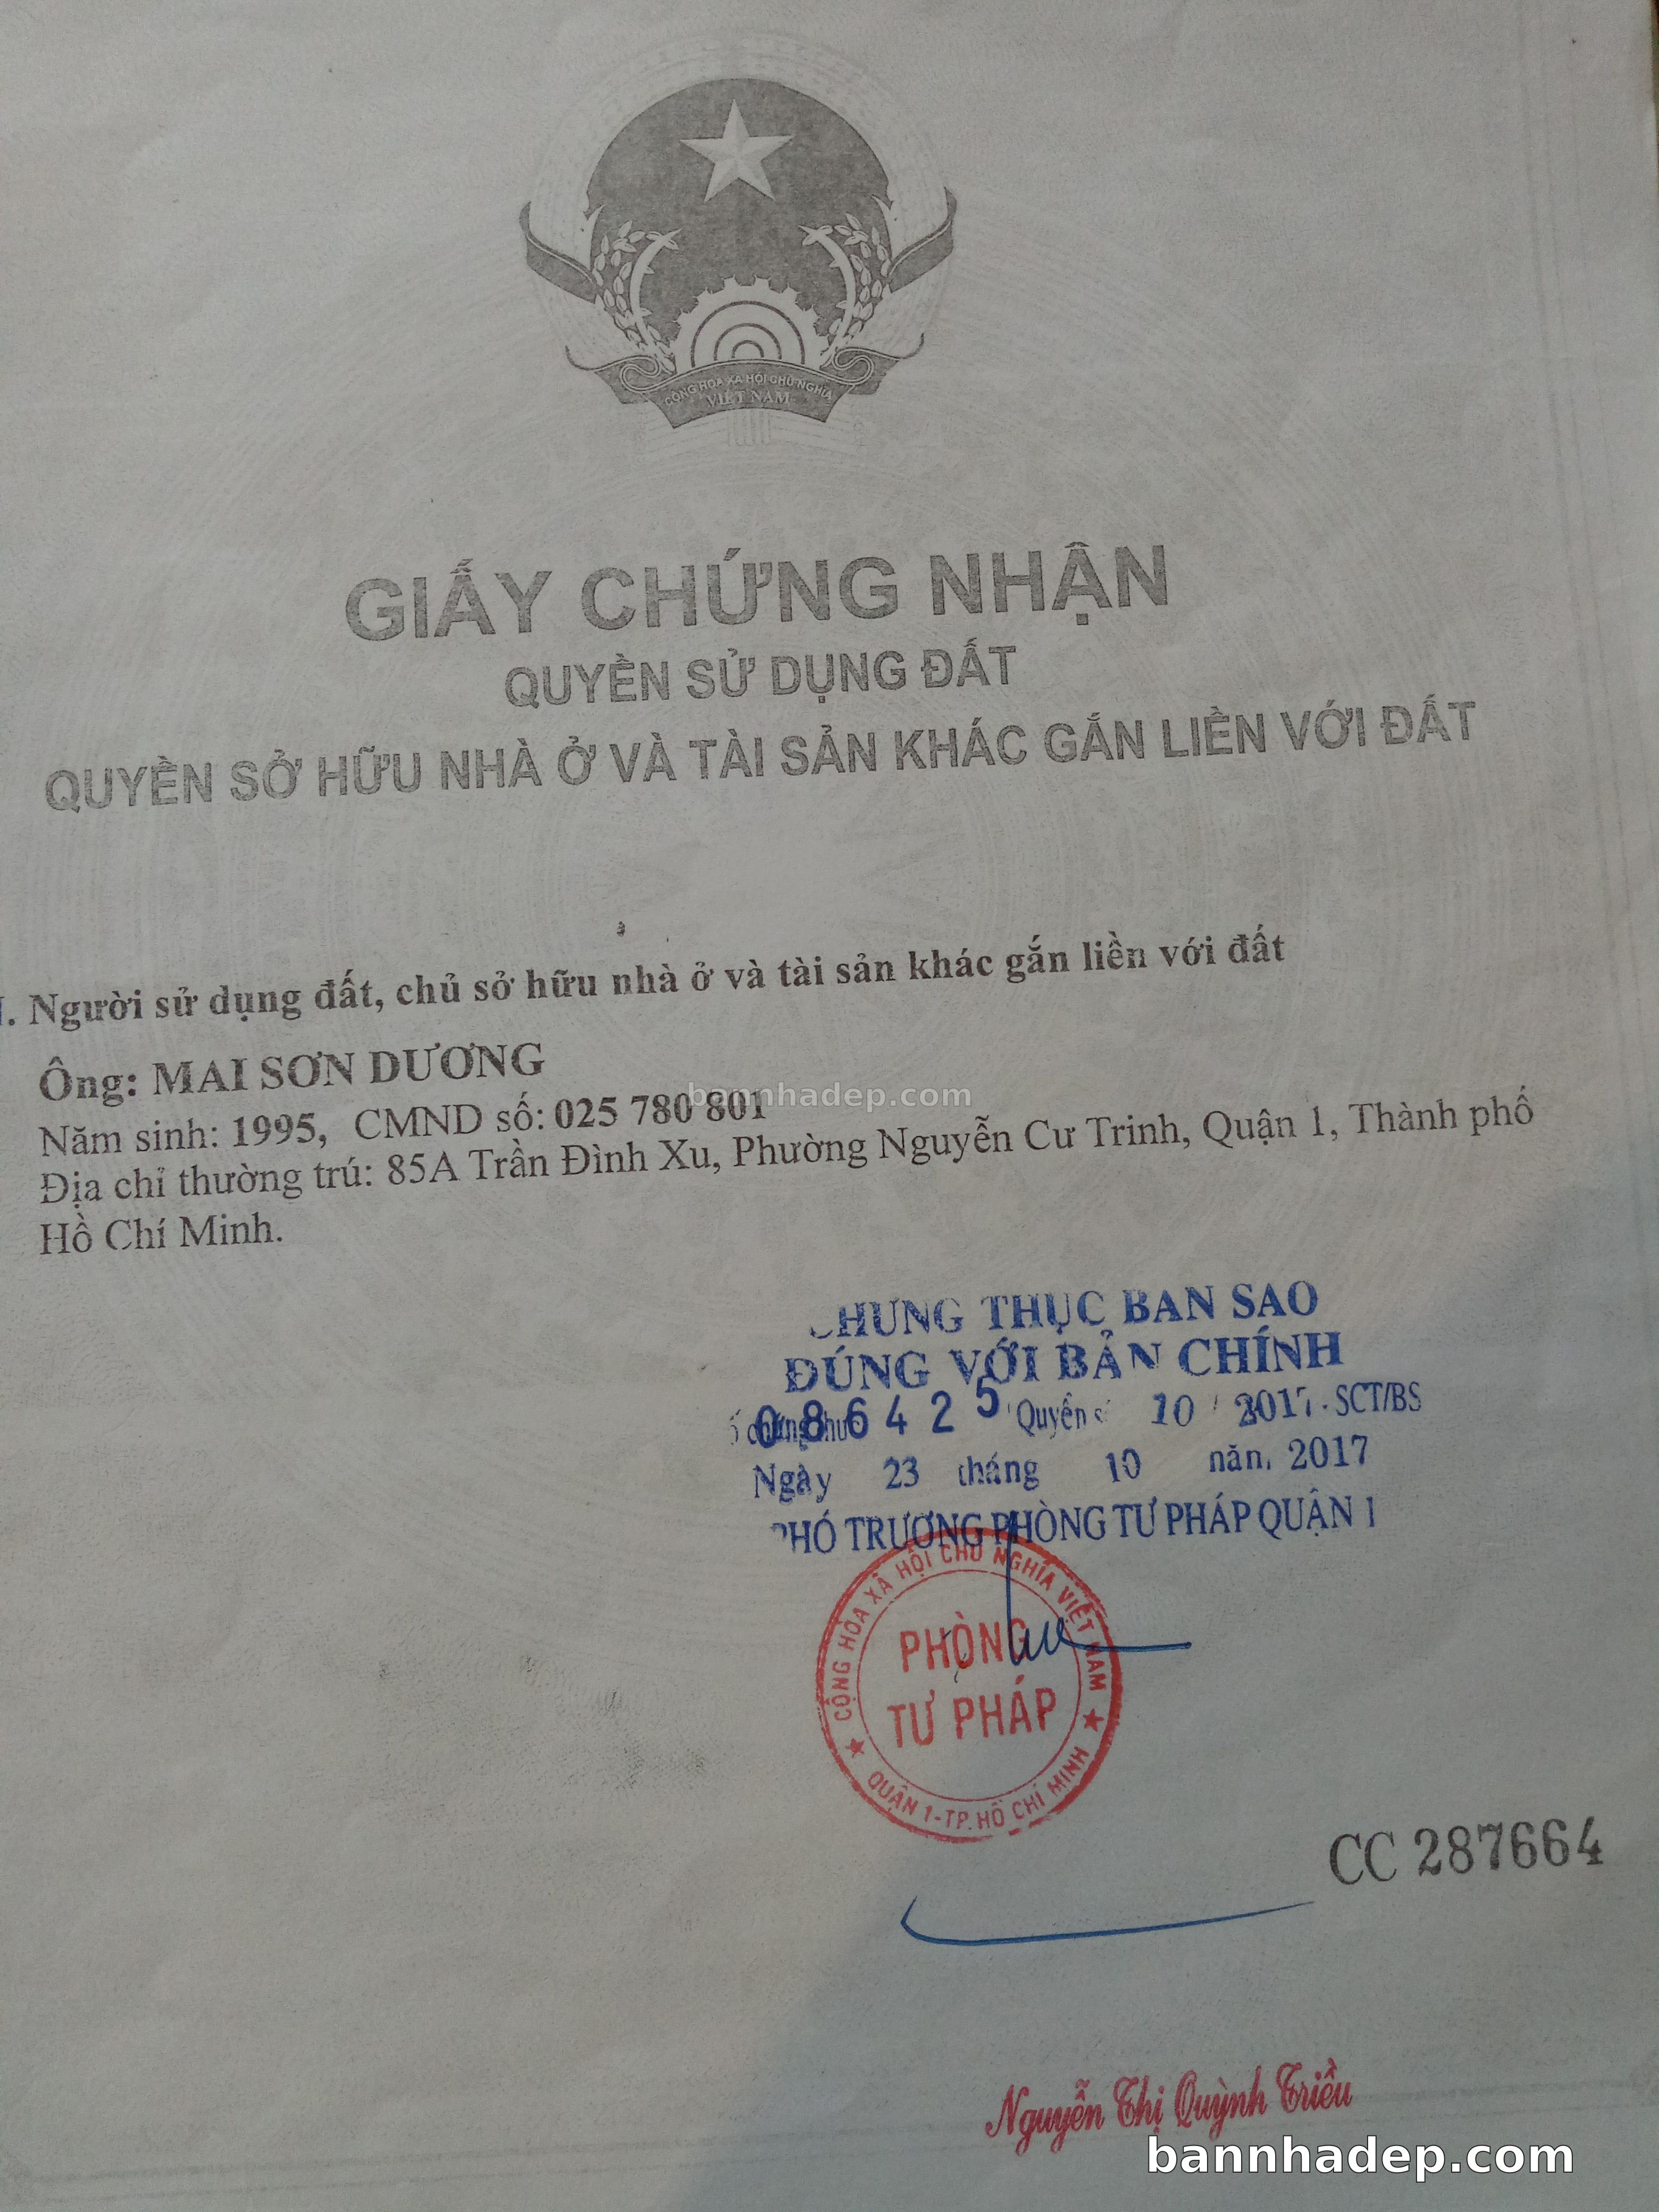 CỘNG HÒA XÃ HỘI CHỦ NGHĨA
VIỆT NAM
GIẤY CHỨNG NHẬN
QUYỀN SỬ DỤNG ĐẤT
QUYỀN SỞ HỮU NHÀ Ở VÀ TÀI SẢN KHÁC GẮN LIỀN VỚI ĐẤT
I. Người sử dụng đất, chủ sở hữu nhà ở và tài sản khác gắn liền với đất
Ông: MAI SƠN DƯƠNG
bannhadep.com
Năm sinh: 1995, CMND số: 025 780 801
Địa chỉ thường trú: 85A Trần Đình Xu, Phường Nguyễn Cư Trinh, Quận 1, Thành phố
Hồ Chí Minh.
CHỨNG THỰC BẢN SAO
ĐÚNG VỚI BẢN CHÍNH
086425 Quyển số 10 / 2017 - SCT/BS
Ngày 23 tháng 10 năm 2017
PHÓ TRƯỞNG PHÒNG TƯ PHÁP QUẬN 1
CỘNG HÒA XÃ HỘI CHỦ NGHĨA VIỆT NAM
PHÒNG
TƯ PHÁP
QUẬN 1-TP. HỒ CHÍ MINH
CC 287664
Nguyễn Thị Quỳnh Triều
bannhadep.com